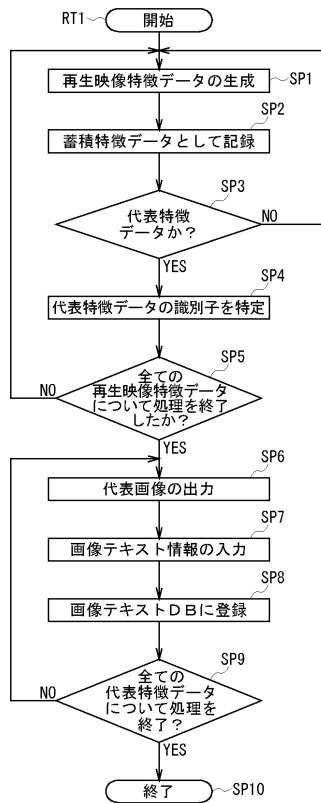 RT1
開始
再生映像特徴データの生成
SP1
SP2
蓄積特徴データとして記録
SP3
代表特徴
データか？
NO
YES
SP4
代表特徴データの識別子を特定
SP5
全ての
再生映像特徴データ
について処理を終了
したか？
NO
YES
SP6
代表画像の出力
SP7
画像テキスト情報の入力
SP8
画像テキストDBに登録
SP9
全ての
代表特徴データ
について処理を
終了？
NO
YES
終了
SP10